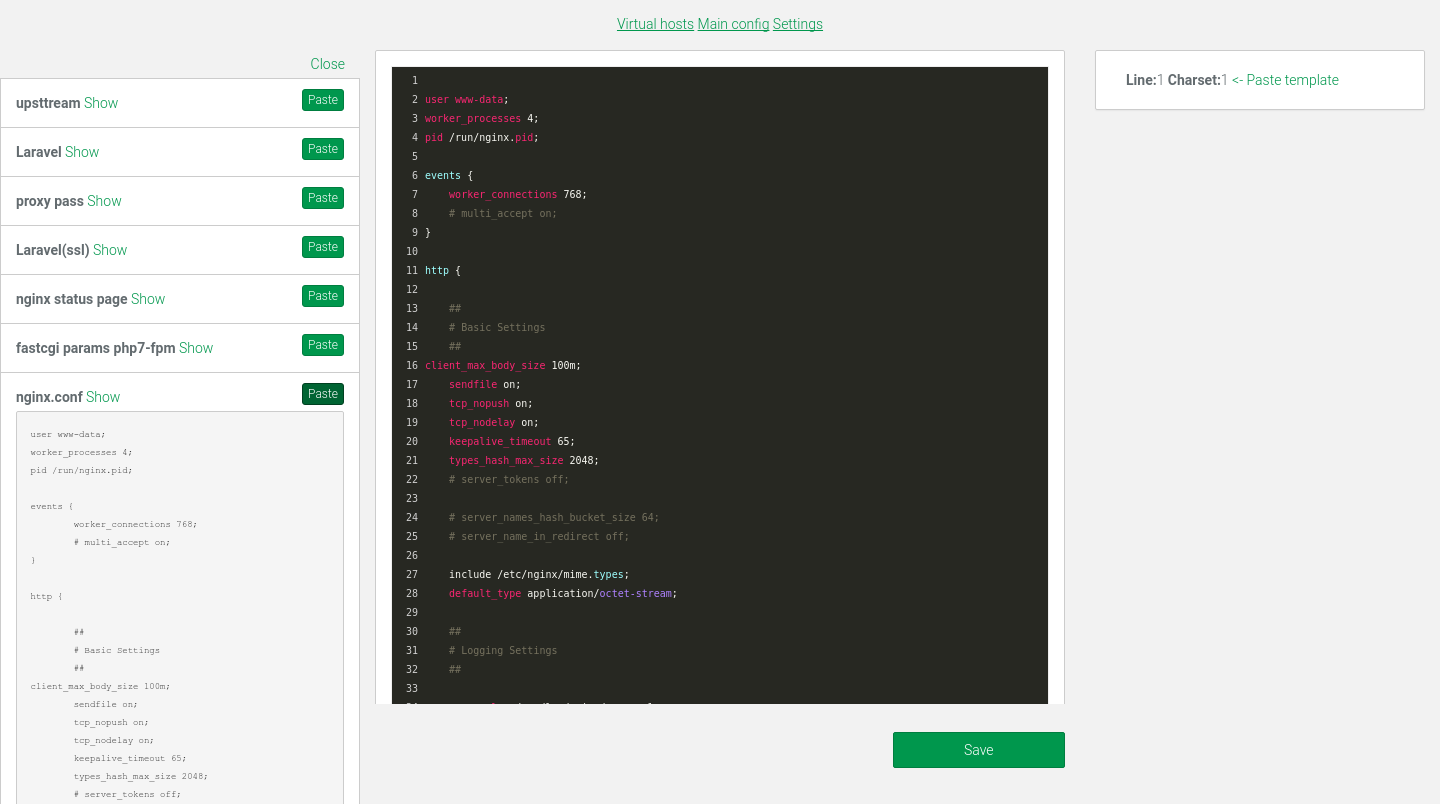 Virtual hosts Main config Settings
Close
upsttream Show Paste
Laravel Show Paste
proxy pass Show Paste
Laravel(ssl) Show Paste
nginx status page Show Paste
fastcgi params php7-fpm Show Paste
nginx.conf Show Paste
user www-data;
worker_processes 4;
pid /run/nginx.pid;
events {
worker_connections 768;
# multi_accept on;
}
http {
##
# Basic Settings
##
client_max_body_size 100m;
sendfile on;
tcp_nopush on;
tcp_nodelay on;
keepalive_timeout 65;
types_hash_max_size 2048;
# server_tokens off;
1
2 user www-data;
3 worker_processes 4;
4 pid /run/nginx.pid;
5
6 events {
7 worker_connections 768;
8 # multi_accept on;
9 }
10
11 http {
12
13 ##
14 # Basic Settings
15 ##
16 client_max_body_size 100m;
17 sendfile on;
18 tcp_nopush on;
19 tcp_nodelay on;
20 keepalive_timeout 65;
21 types_hash_max_size 2048;
22 # server_tokens off;
23
24 # server_names_hash_bucket_size 64;
25 # server_name_in_redirect off;
26
27 include /etc/nginx/mime.types;
28 default_type application/octet-stream;
29
30 ##
31 # Logging Settings
32 ##
33
Save
Line:1 Charset:1 <- Paste template